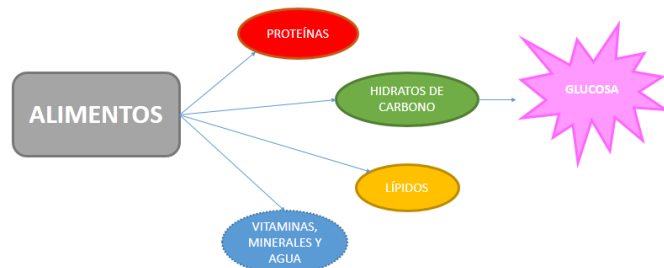 PROTEÍNAS
ALIMENTOS
HIDRATOS DE
CARBONO
GLUCOSA
LÍPIDOS
VITAMINAS,
MINERALES Y
AGUA